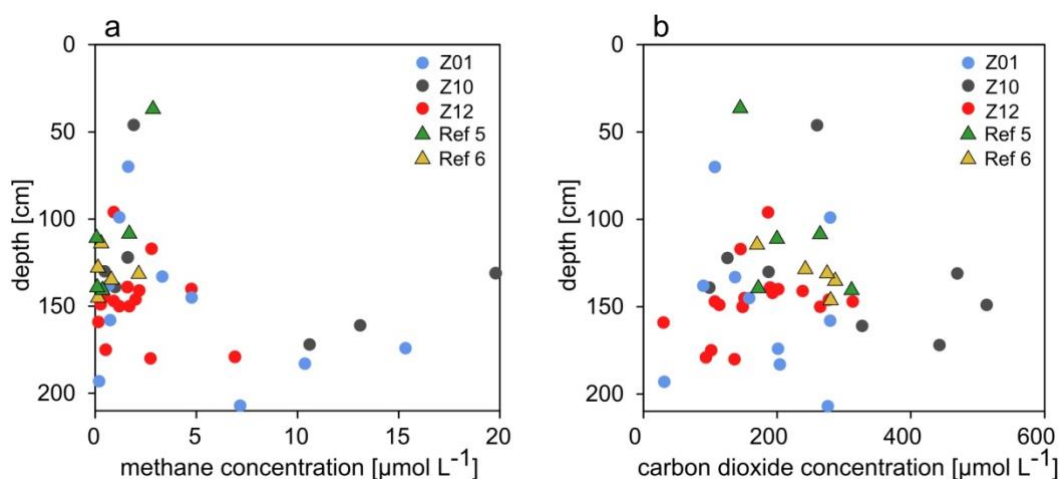 a
0
50
100
150
200
depth [cm]
Z01
Z10
Z12
Ref 5
Ref 6
0 5 10 15 20
methane concentration [µmol L⁻¹]
b
0
50
100
150
200
depth [cm]
Z01
Z10
Z12
Ref 5
Ref 6
0 200 400 600
carbon dioxide concentration [µmol L⁻¹]